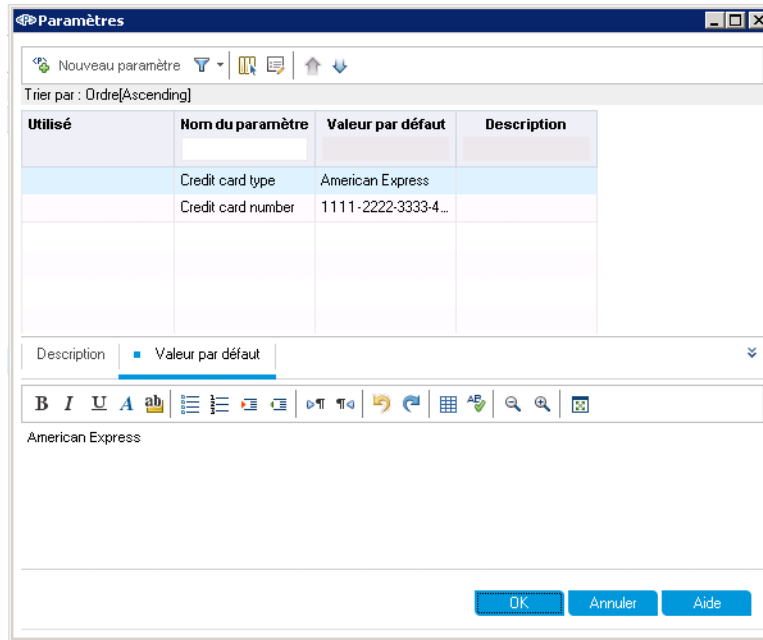 Paramètres
Nouveau paramètre
Trier par : Ordre[Ascending]
Utilisé Nom du paramètre Valeur par défaut Description
Credit card type American Express
Credit card number 1111-2222-3333-4...
Description Valeur par défaut
B I U A ab
American Express
OK Annuler Aide